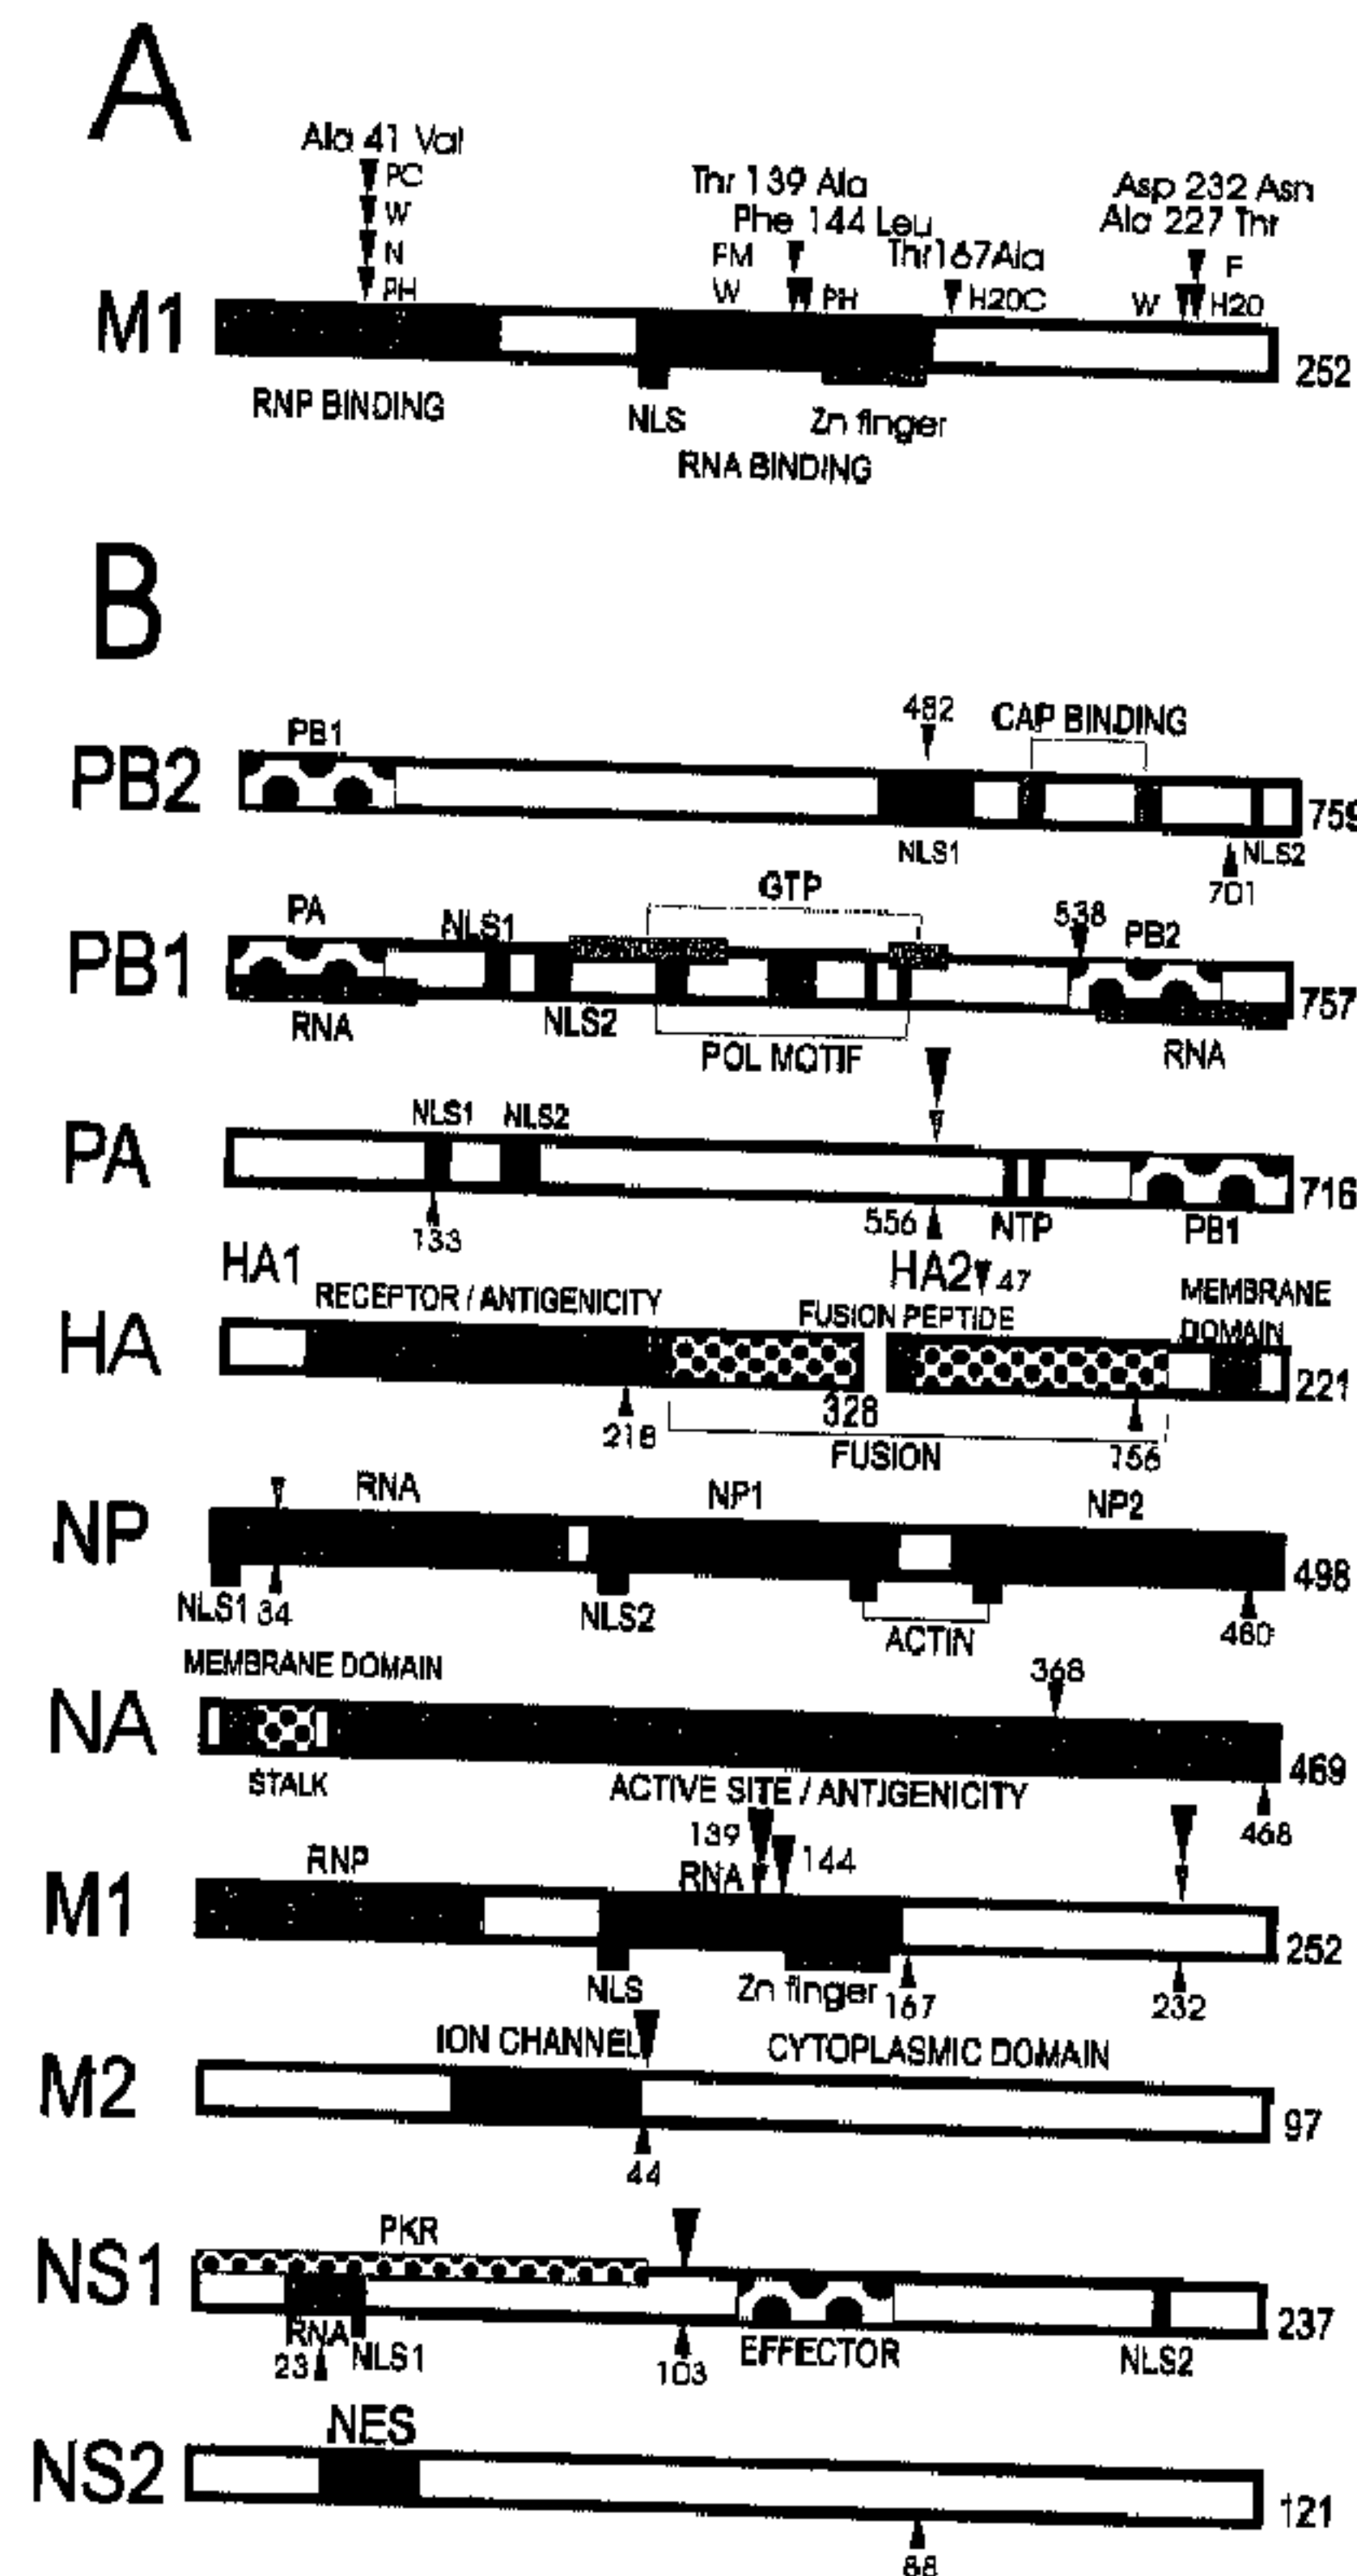 A
Ala 41 Val
PC
W
N
PH
Thr 139 Ala
Phe 144 Leu
FM
W
PH
Thr167Ala
H20C
Asp 232 Asn
Ala 227 Thr
F
W
H20
M1
252
RNP BINDING
NLS
Zn finger
RNA BINDING
B
PB1
482
CAP BINDING
PB2
759
NLS1
NLS2
701
PA
NLS1
GTP
538
PB2
PB1
757
RNA
NLS2
POL MOTIF
RNA
NLS1
NLS2
PA
716
133
556
NTP
PB1
HA1
HA2
47
RECEPTOR / ANTIGENICITY
FUSION PEPTIDE
MEMBRANE
DOMAIN
HA
221
218
328
FUSION
156
RNA
NP1
NP2
NP
498
NLS1
34
NLS2
ACTIN
480
MEMBRANE DOMAIN
368
NA
469
STALK
ACTIVE SITE / ANTIGENICITY
468
RNP
139
RNA
144
M1
252
NLS
Zn finger
167
232
ION CHANNEL
CYTOPLASMIC DOMAIN
M2
97
44
PKR
NS1
237
RNA
23
NLS1
103
EFFECTOR
NLS2
NES
NS2
121
88